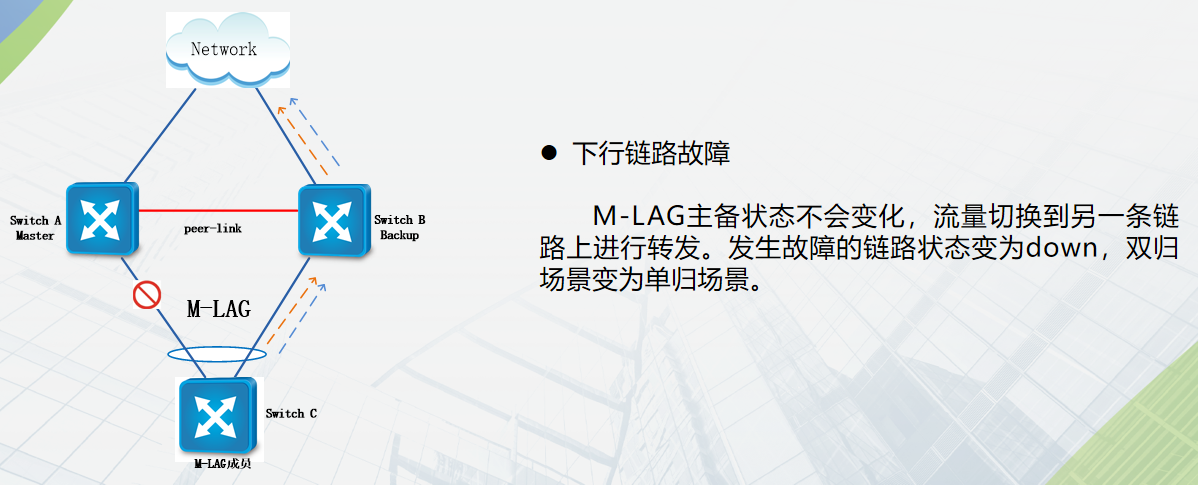 Network
Switch A
Master
peer-link
Switch B
Backup
M-LAG
Switch C
M-LAG成员
● 下行链路故障
M-LAG主备状态不会变化，流量切换到另一条链
路上进行转发。发生故障的链路状态变为down，双归
场景变为单归场景。